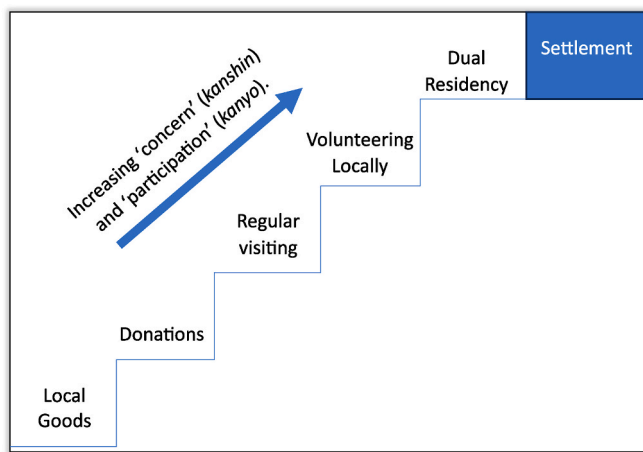 Settlement
Dual
Residency
Volunteering
Locally
Increasing ‘concern’ (kanshin)
and ‘participation’ (kanyo).
Regular
visiting
Donations
Local
Goods